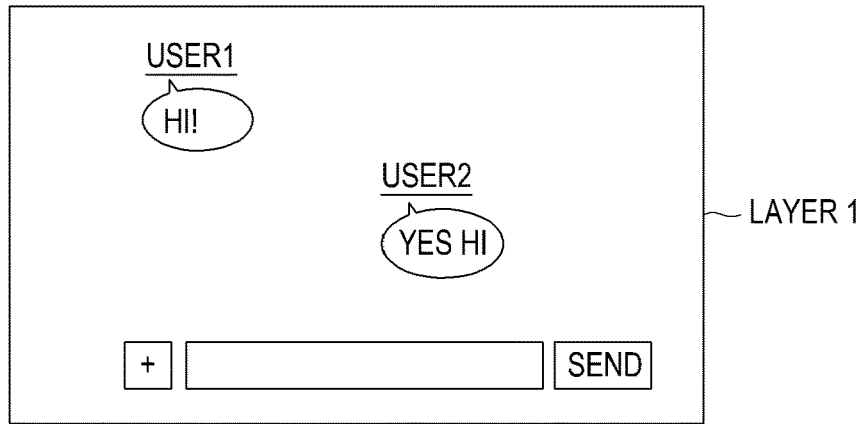 USER1
HI!
USER2
YES HI
LAYER 1
+
SEND